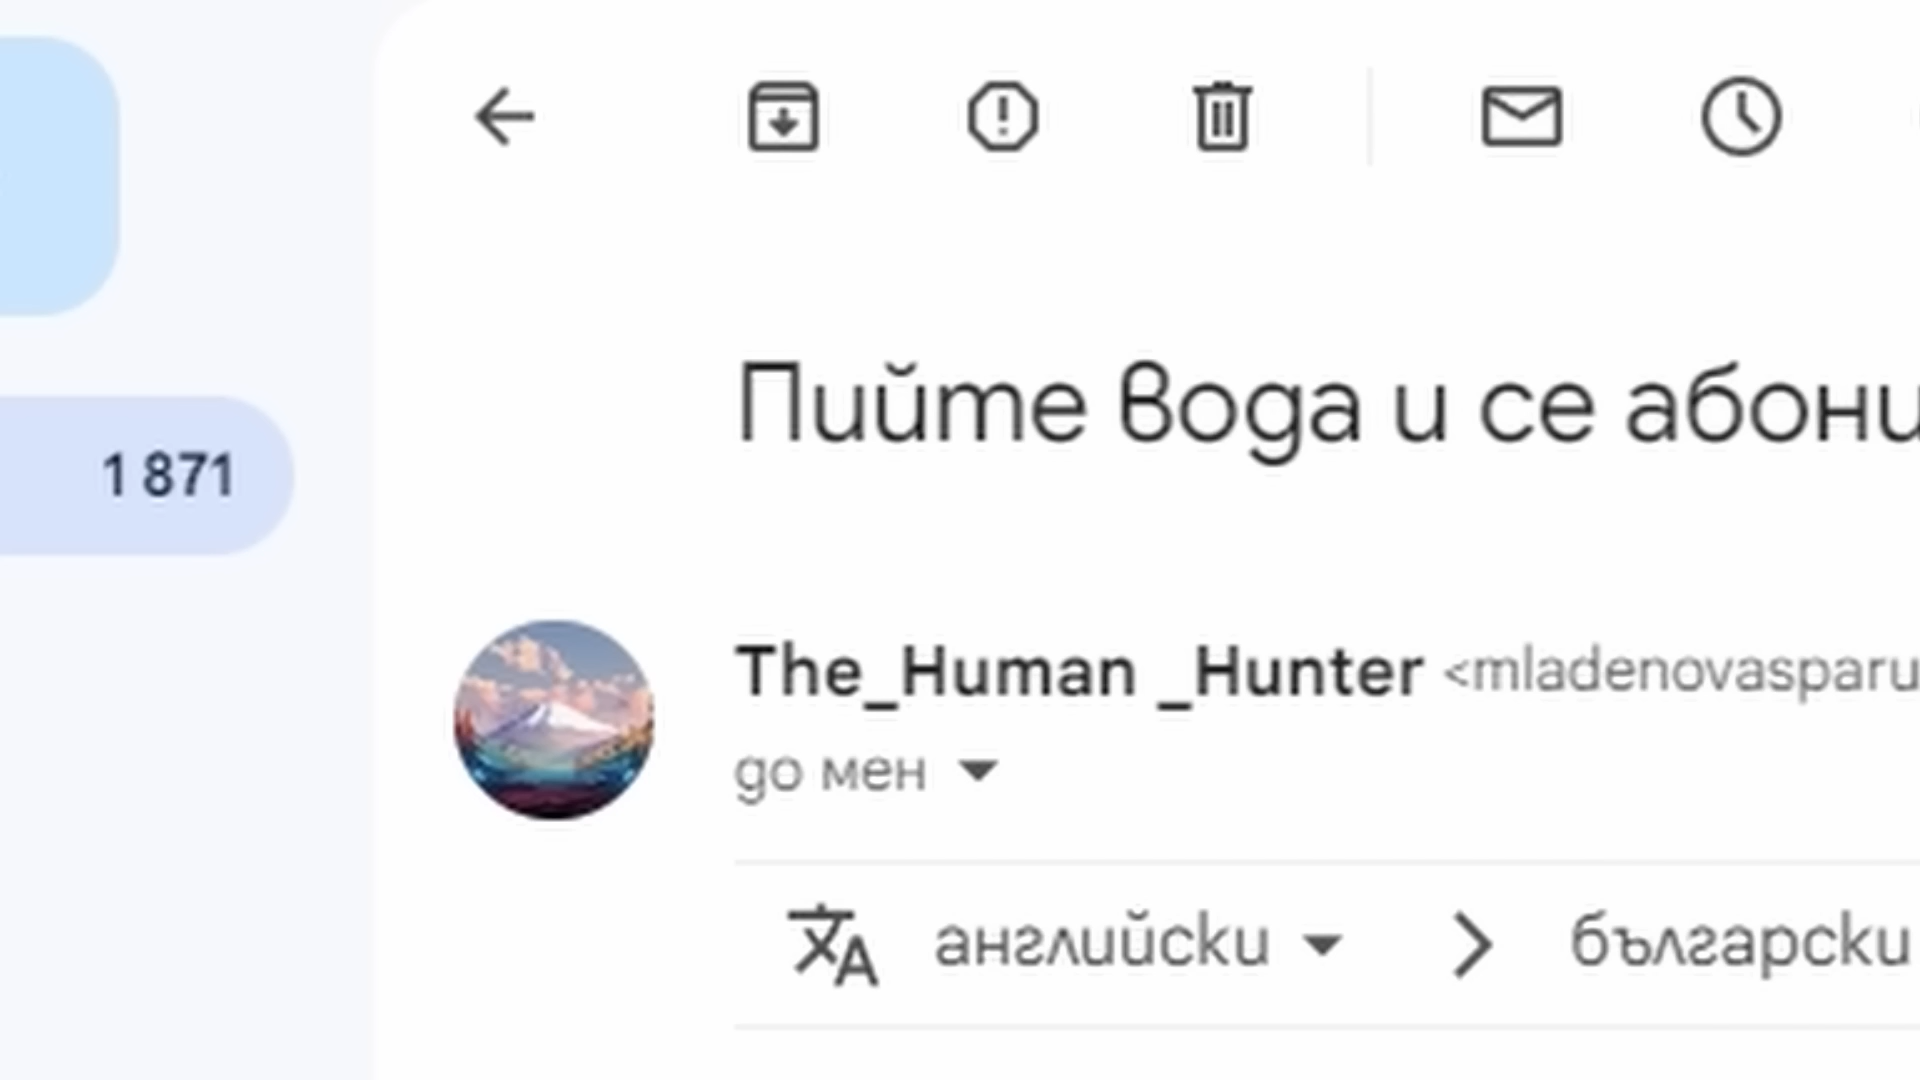 1 871
Пийте вода и се абони
The_Human _Hunter <mladenovasparu
до мен
английски > български